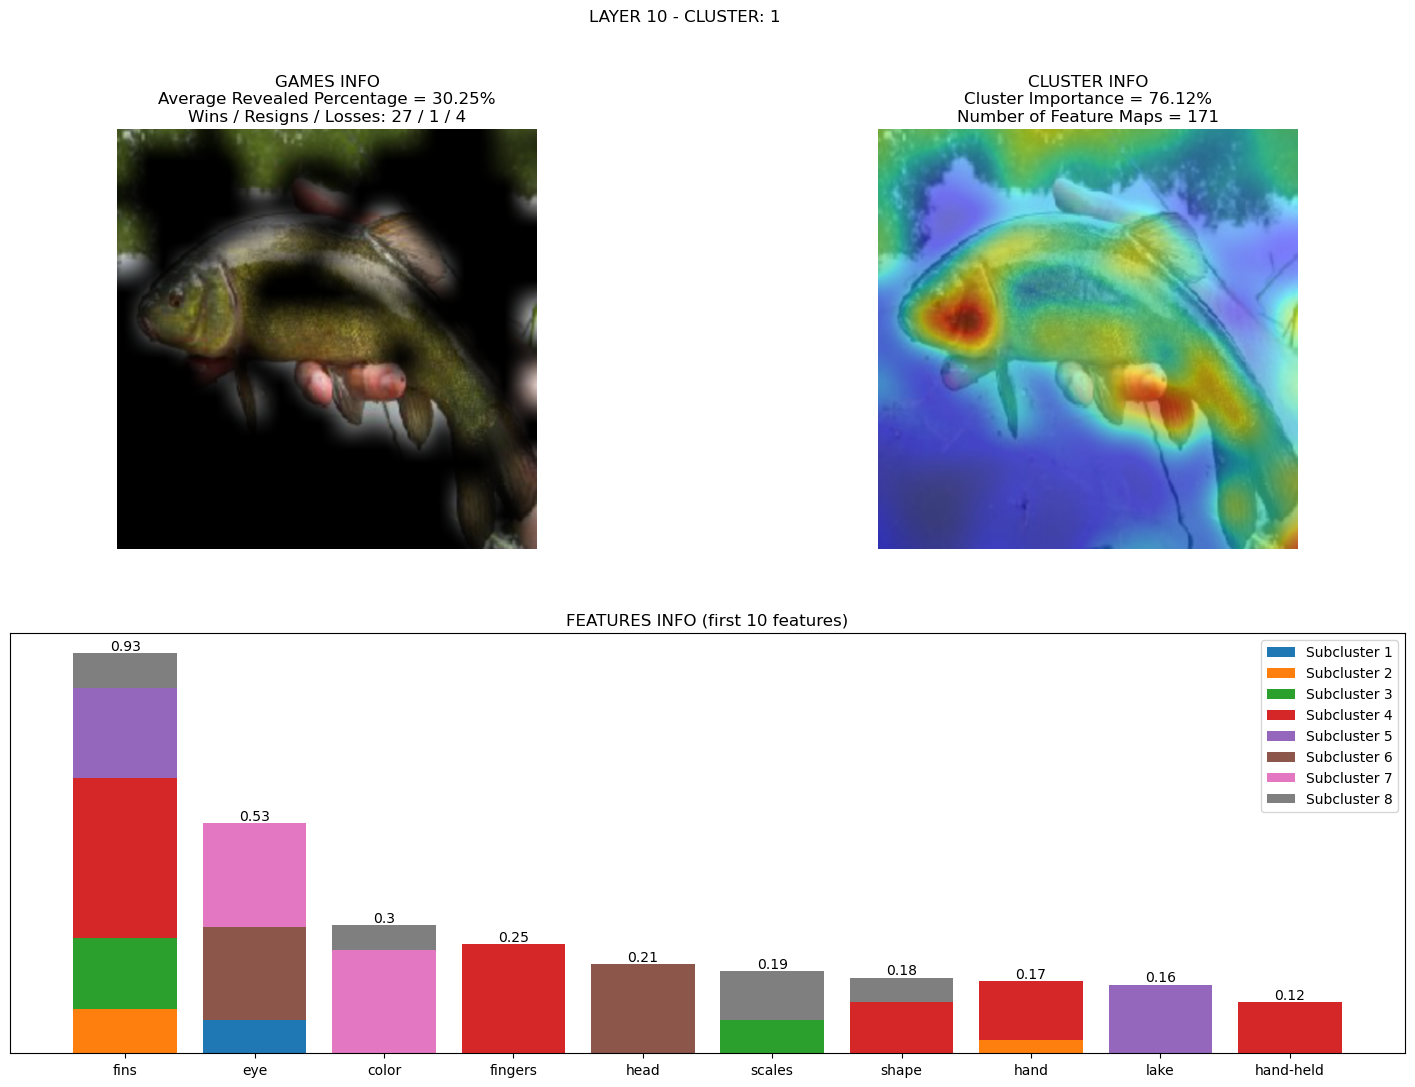 LAYER 10 - CLUSTER: 1
GAMES INFO
Average Revealed Percentage = 30.25%
Wins / Resigns / Losses: 27 / 1 / 4
CLUSTER INFO
Cluster Importance = 76.12%
Number of Feature Maps = 171
FEATURES INFO (first 10 features)
0.93
0.53
0.3
0.25
0.21
0.19
0.18
0.17
0.16
0.12
Subcluster 1
Subcluster 2
Subcluster 3
Subcluster 4
Subcluster 5
Subcluster 6
Subcluster 7
Subcluster 8
fins
eye
color
fingers
head
scales
shape
hand
lake
hand-held